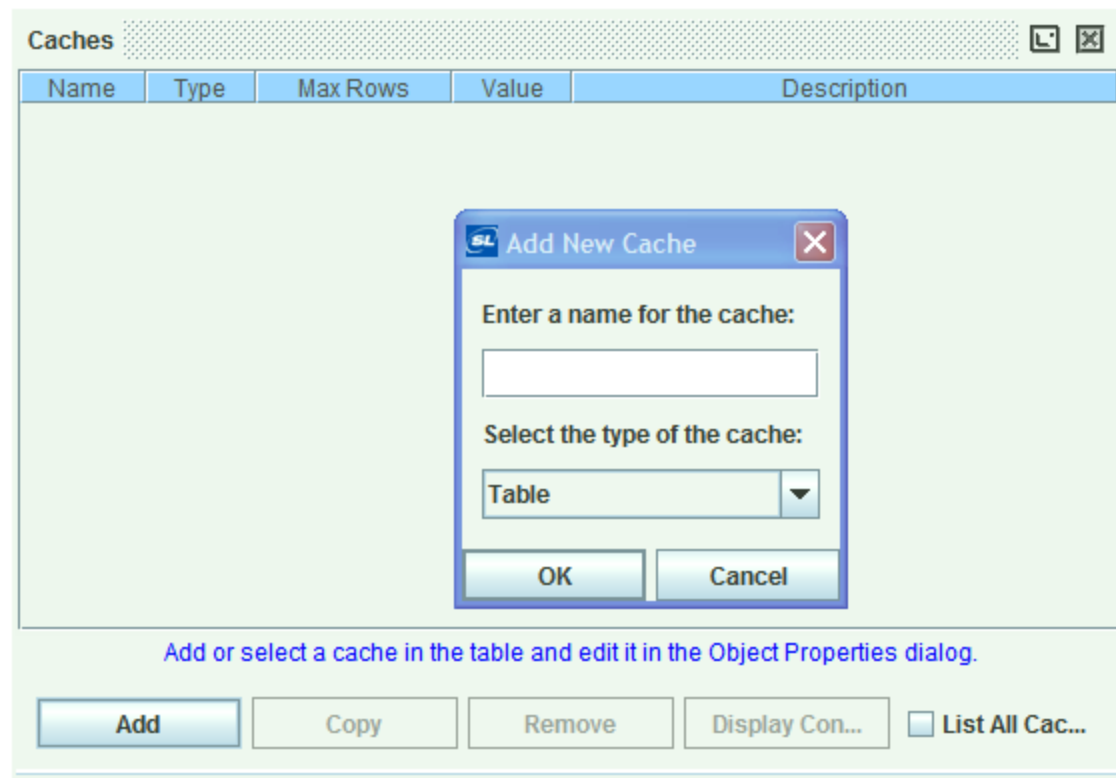 Caches
Name Type Max Rows Value Description
SL Add New Cache
Enter a name for the cache:
Select the type of the cache:
Table
OK Cancel
Add or select a cache in the table and edit it in the Object Properties dialog.
Add Copy Remove Display Con... List All Cac...